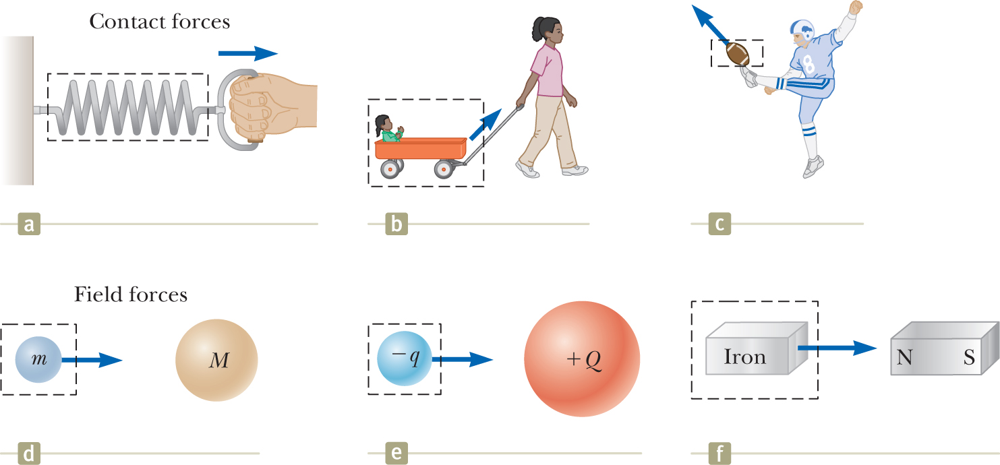 Contact forces
8
a
b
c
Field forces
m
M
−q
+Q
Iron
N
S
d
e
f